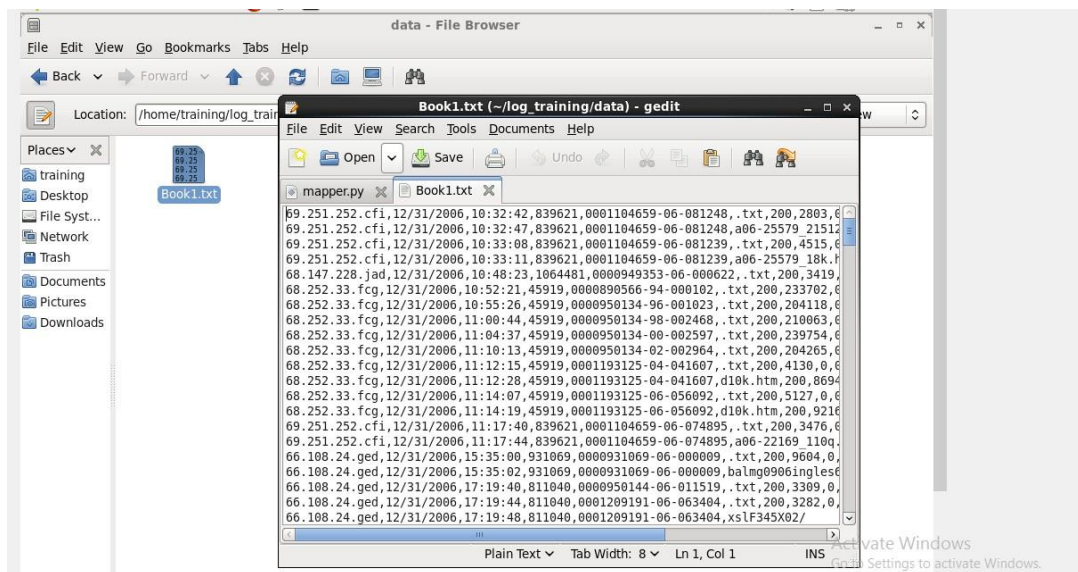 data - File Browser
File Edit View Go Bookmarks Tabs Help
Back Forward
Location: /home/training/log_train
Places
training
Desktop
File Syst...
Network
Trash
Documents
Pictures
Downloads
69.25
69.25
69.25
69.25
Book1.txt
Book1.txt (~/log_training/data) - gedit
File Edit View Search Tools Documents Help
Open Save Undo
mapper.py Book1.txt
69.251.252.cfi,12/31/2006,10:32:42,839621,0001104659-06-081248,.txt,200,2803,0
69.251.252.cfi,12/31/2006,10:32:47,839621,0001104659-06-081248,a06-25579_21512
69.251.252.cfi,12/31/2006,10:33:08,839621,0001104659-06-081239,.txt,200,4515,0
69.251.252.cfi,12/31/2006,10:33:11,839621,0001104659-06-081239,a06-25579_18k.h
68.147.228.jad,12/31/2006,10:48:23,1064481,0000949353-06-000622,.txt,200,3419,
68.252.33.fcg,12/31/2006,10:52:21,45919,0000890566-94-000102,.txt,200,233702,0
68.252.33.fcg,12/31/2006,10:55:26,45919,0000950134-96-001023,.txt,200,204118,0
68.252.33.fcg,12/31/2006,11:00:44,45919,0000950134-98-002468,.txt,200,210063,0
68.252.33.fcg,12/31/2006,11:04:37,45919,0000950134-00-002597,.txt,200,239754,0
68.252.33.fcg,12/31/2006,11:10:13,45919,0000950134-02-002964,.txt,200,204265,0
68.252.33.fcg,12/31/2006,11:12:15,45919,0001193125-04-041607,.txt,200,4130,0,0
68.252.33.fcg,12/31/2006,11:12:28,45919,0001193125-04-041607,d10k.htm,200,8694
68.252.33.fcg,12/31/2006,11:14:07,45919,0001193125-06-056092,.txt,200,5127,0,0
68.252.33.fcg,12/31/2006,11:14:19,45919,0001193125-06-056092,d10k.htm,200,9216
69.251.252.cfi,12/31/2006,11:17:40,839621,0001104659-06-074895,.txt,200,3476,0
69.251.252.cfi,12/31/2006,11:17:44,839621,0001104659-06-074895,a06-22169_110q.
66.108.24.ged,12/31/2006,15:35:00,931069,0000931069-06-000009,.txt,200,9604,0,
66.108.24.ged,12/31/2006,15:35:02,931069,0000931069-06-000009,balmg0906ingles6
66.108.24.ged,12/31/2006,17:19:40,811040,0000950144-06-011519,.txt,200,3309,0,
66.108.24.ged,12/31/2006,17:19:44,811040,0001209191-06-063404,.txt,200,3282,0,
66.108.24.ged,12/31/2006,17:19:48,811040,0001209191-06-063404,xslF345X02/
Plain Text Tab Width: 8 Ln 1, Col 1 INS
Activate Windows
Go to Settings to activate Windows.